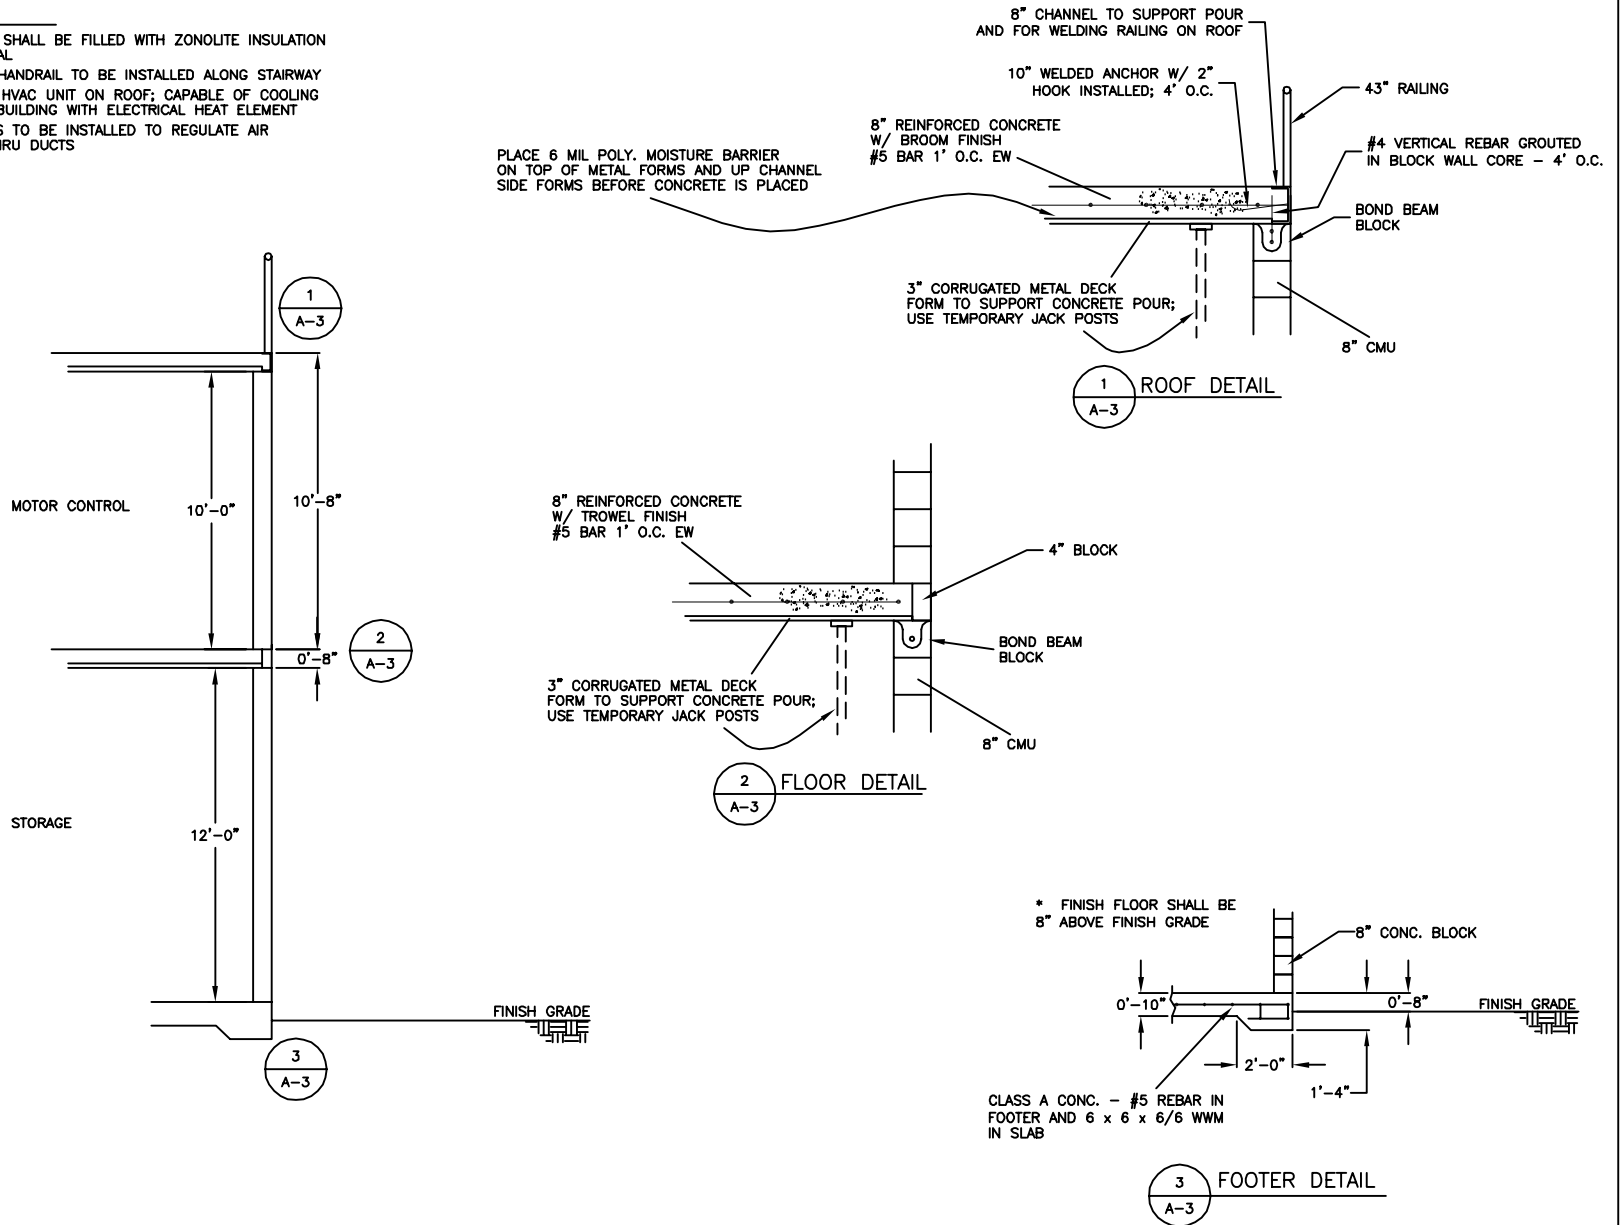 SHALL BE FILLED WITH ZONOLITE INSULATION
HANDRAIL TO BE INSTALLED ALONG STAIRWAY
HVAC UNIT ON ROOF; CAPABLE OF COOLING
BUILDING WITH ELECTRICAL HEAT ELEMENT
TO BE INSTALLED TO REGULATE AIR
DUCTS
8" CHANNEL TO SUPPORT POUR
AND FOR WELDING RAILING ON ROOF
10" WELDED ANCHOR W/ 2"
HOOK INSTALLED; 4' O.C.
43" RAILING
8" REINFORCED CONCRETE
W/ BROOM FINISH
#5 BAR 1' O.C. EW
#4 VERTICAL REBAR GROUTED
IN BLOCK WALL CORE - 4' O.C.
PLACE 6 MIL POLY. MOISTURE BARRIER
ON TOP OF METAL FORMS AND UP CHANNEL
SIDE FORMS BEFORE CONCRETE IS PLACED
BOND BEAM
BLOCK
3" CORRUGATED METAL DECK
FORM TO SUPPORT CONCRETE POUR;
USE TEMPORARY JACK POSTS
8" CMU
1
A-3
ROOF DETAIL
1
A-3
MOTOR CONTROL
10'-0"
10'-8"
0'-8"
2
A-3
STORAGE
12'-0"
FINISH GRADE
3
A-3
8" REINFORCED CONCRETE
W/ TROWEL FINISH
#5 BAR 1' O.C. EW
4" BLOCK
BOND BEAM
BLOCK
3" CORRUGATED METAL DECK
FORM TO SUPPORT CONCRETE POUR;
USE TEMPORARY JACK POSTS
8" CMU
2
A-3
FLOOR DETAIL
* FINISH FLOOR SHALL BE
8" ABOVE FINISH GRADE
8" CONC. BLOCK
0'-10"
0'-8"
FINISH GRADE
2'-0"
1'-4"
CLASS A CONC. - #5 REBAR IN
FOOTER AND 6 x 6 x 6/6 WWM
IN SLAB
3
A-3
FOOTER DETAIL